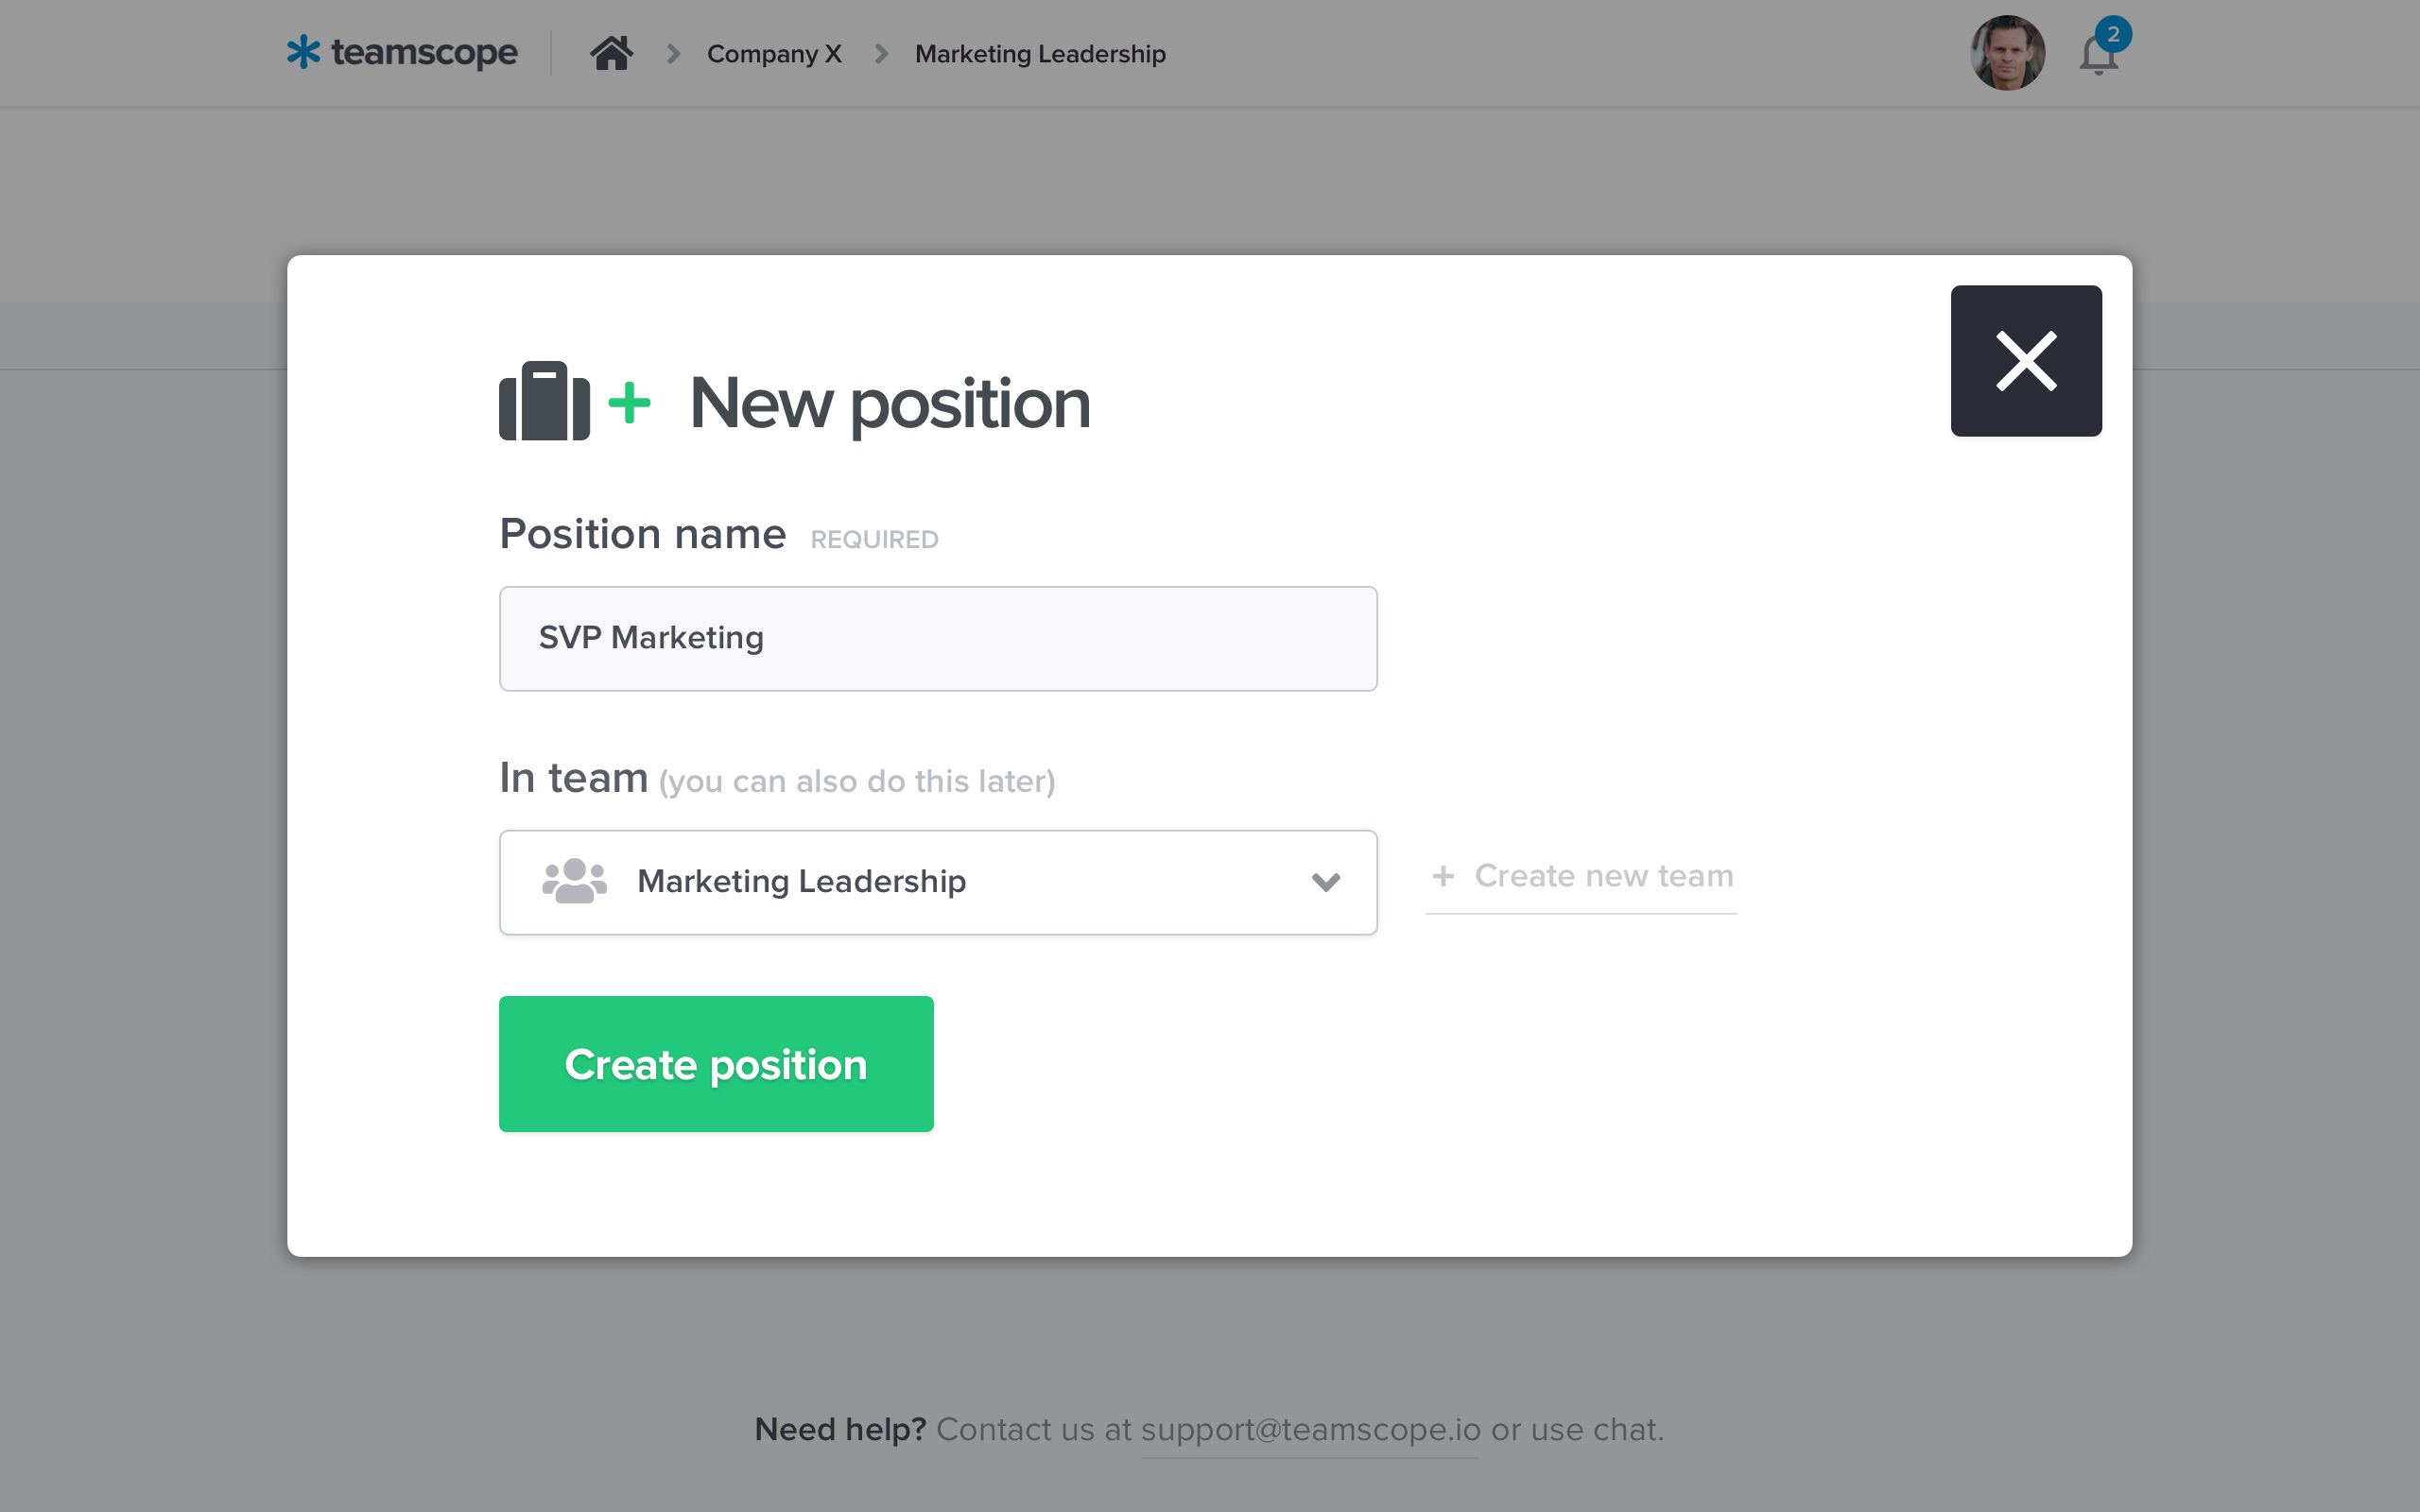 teamscope
Company X
Marketing Leadership
2
New position
Position name REQUIRED
SVP Marketing
In team (you can also do this later)
Marketing Leadership
+ Create new team
Create position
Need help? Contact us at support@teamscope.io or use chat.